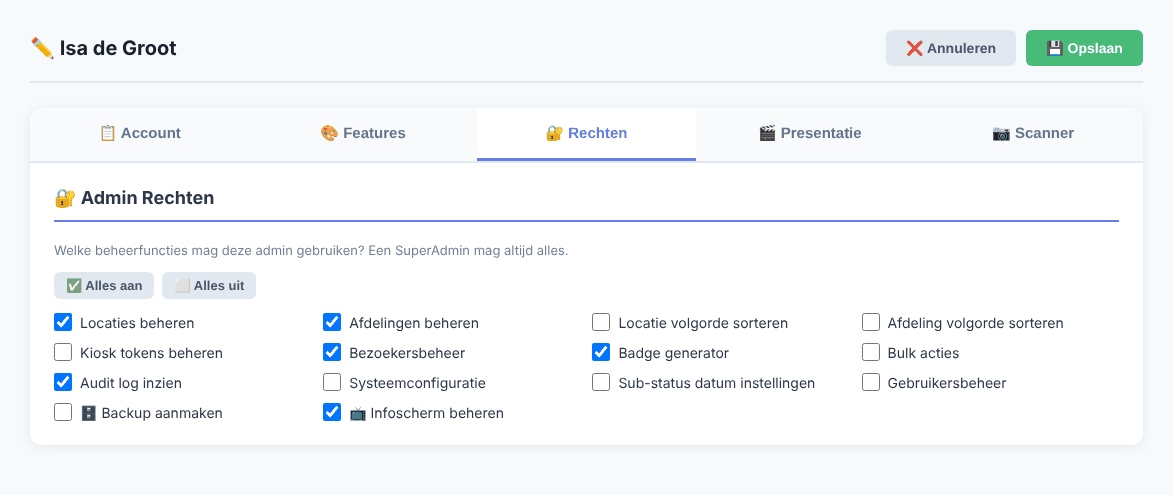 ✏️ Isa de Groot
❌ Annuleren
💾 Opslaan
📋 Account
🎨 Features
🔐 Rechten
🎬 Presentatie
📷 Scanner
🔐 Admin Rechten
Welke beheerfuncties mag deze admin gebruiken? Een SuperAdmin mag altijd alles.
✅ Alles aan
⬜ Alles uit
Locaties beheren
Afdelingen beheren
Locatie volgorde sorteren
Afdeling volgorde sorteren
Kiosk tokens beheren
Bezoekersbeheer
Badge generator
Bulk acties
Audit log inzien
Systeemconfiguratie
Sub-status datum instellingen
Gebruikersbeheer
🗄️ Backup aanmaken
📺 Infoscherm beheren